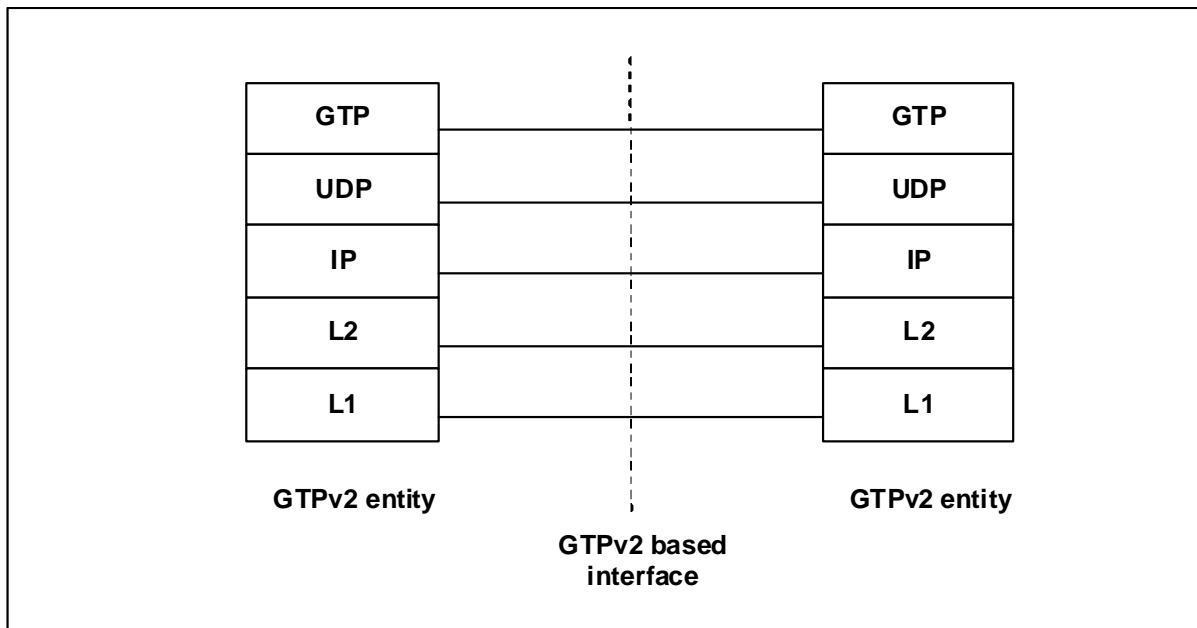 GTP
GTP
UDP
UDP
IP
IP
L2
L2
L1
L1
GTPv2 entity
GTPv2 entity
GTPv2 based
interface